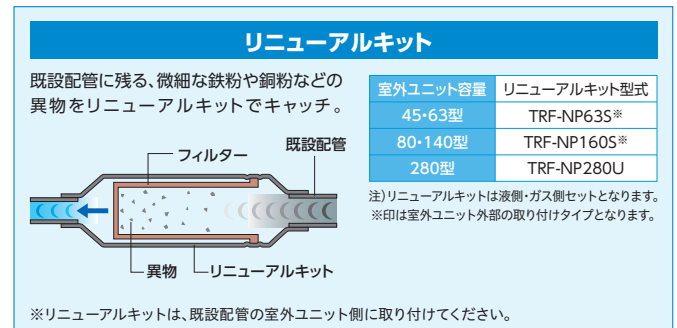 リニューアルキット
既設配管に残る、微細な鉄粉や銅粉などの
異物をリニューアルキットでキャッチ。
フィルター
既設配管
異物
リニューアルキット
室外ユニット容量 リニューアルキット型式
45・63型 TRF-NP63S※
80・140型 TRF-NP160S※
280型 TRF-NP280U
注)リニューアルキットは液側・ガス側セットとなります。
※印は室外ユニット外部の取り付けタイプとなります。
※リニューアルキットは、既設配管の室外ユニット側に取り付けてください。